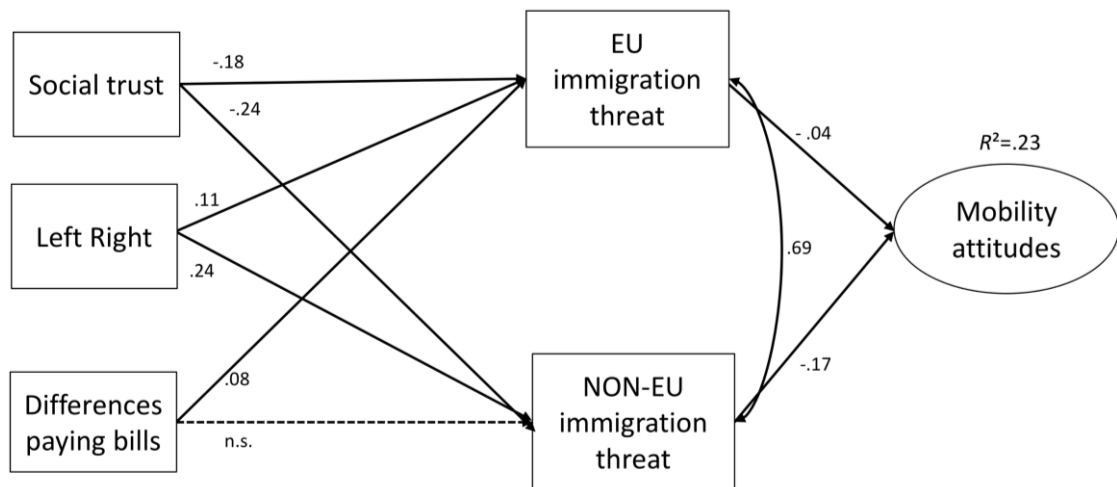 Social trust
-.18
-.24
EU
immigration
threat
- .04
R²=.23
Left Right
.11
.24
.69
Mobility
attitudes
Differences
paying bills
.08
n.s.
NON-EU
immigration
threat
-.17